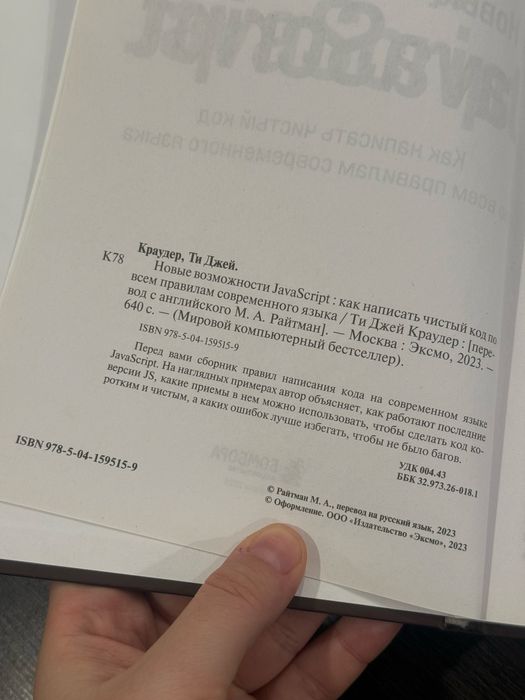 Краудер, Ти Джей.
К78
Новые возможности JavaScript : как написать чистый код по
всем правилам современного языка / Ти Джей Краудер : [пере-
вод с английского М. А. Райтман]. — Москва : Эксмо, 2023. —
640 с. — (Мировой компьютерный бестселлер).
ISBN 978-5-04-159515-9
Перед вами сборник правил написания кода на современном языке
JavaScript. На наглядных примерах автор объясняет, как работают последние
версии JS, какие приемы в нем можно использовать, чтобы сделать код ко-
ротким и чистым, а каких ошибок лучше избегать, чтобы не было багов.
УДК 004.43
ББК 32.973.26-018.1
© Райтман М. А., перевод на русский язык, 2023
ISBN 978-5-04-159515-9
© Оформление. ООО «Издательство «Эксмо», 2023